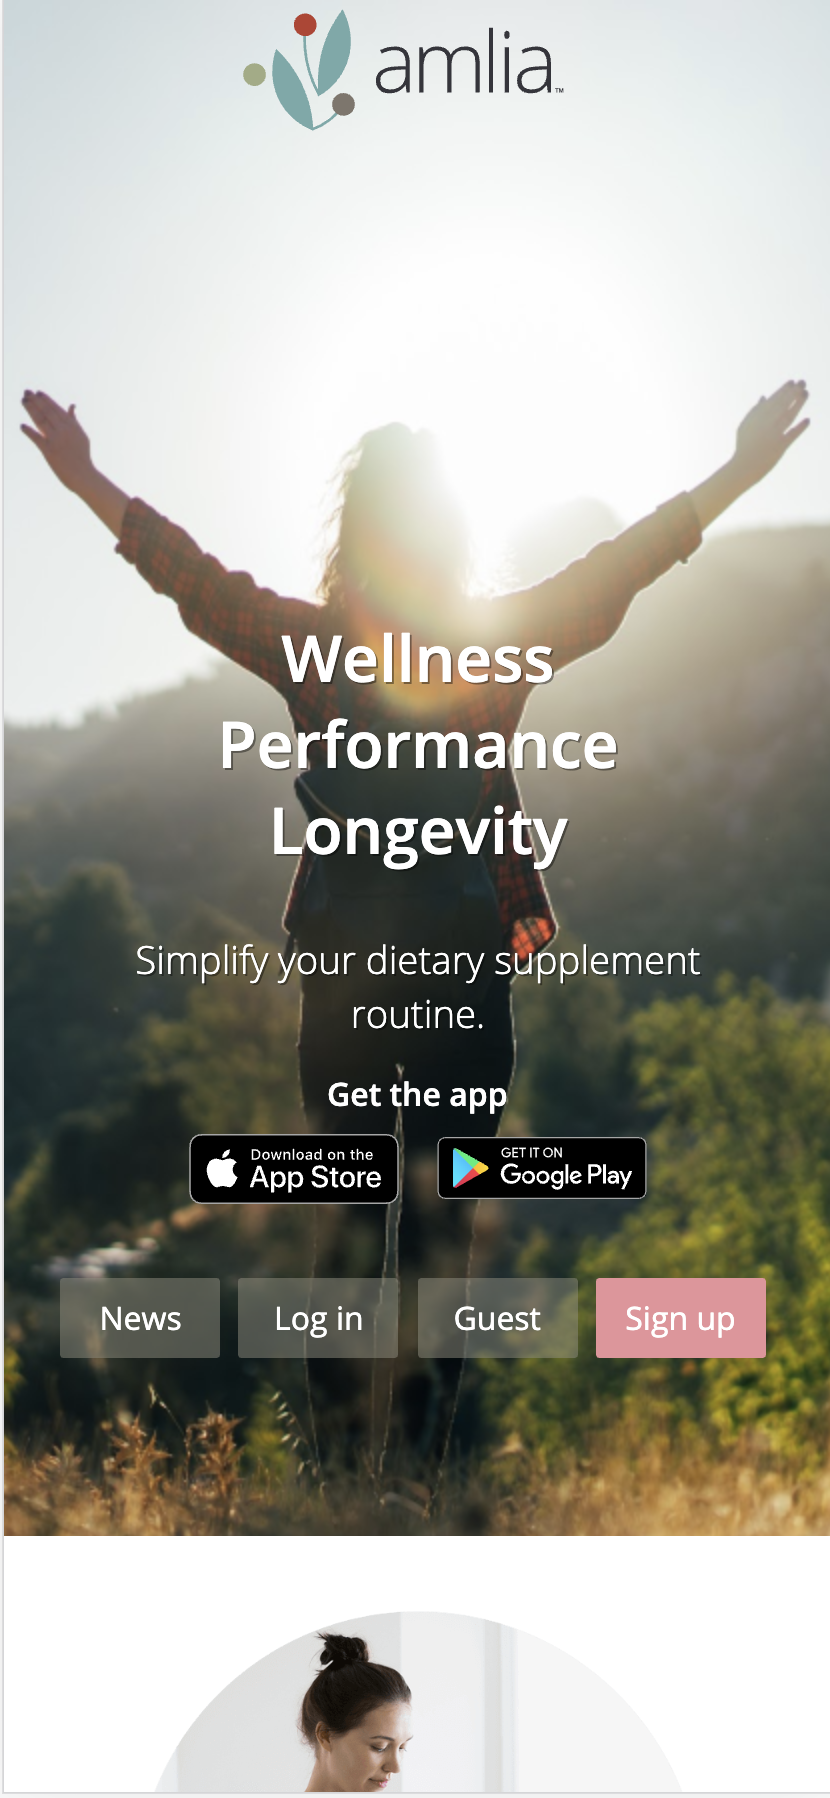 amlia™
Wellness
Performance
Longevity
Simplify your dietary supplement
routine.
Get the app
Download on the
App Store
GET IT ON
Google Play
News
Log in
Guest
Sign up